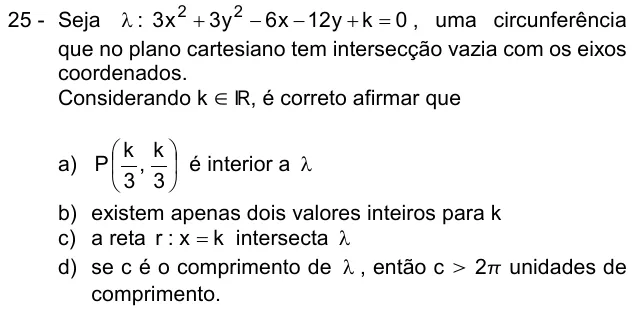 25 - Seja λ : 3x² + 3y² − 6x − 12y + k = 0 , uma circunferência
que no plano cartesiano tem intersecção vazia com os eixos
coordenados.
Considerando k ∈ ℝ, é correto afirmar que
a) P(k/3, k/3) é interior a λ
b) existem apenas dois valores inteiros para k
c) a reta r : x = k intersecta λ
d) se c é o comprimento de λ , então c > 2π unidades de
comprimento.